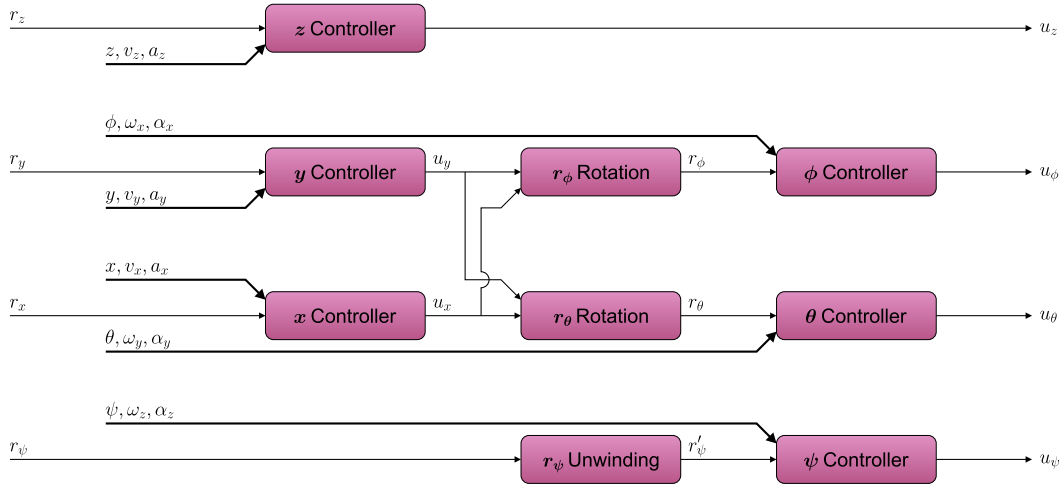 r_z z Controller u_z
z, v_z, a_z
ϕ, ω_x, α_x
r_y y Controller u_y r_ϕ Rotation r_ϕ ϕ Controller u_ϕ
y, v_y, a_y
x, v_x, a_x
r_x x Controller u_x r_θ Rotation r_θ θ Controller u_θ
θ, ω_y, α_y
ψ, ω_z, α_z
r_ψ r_ψ Unwinding r′_ψ ψ Controller u_ψ